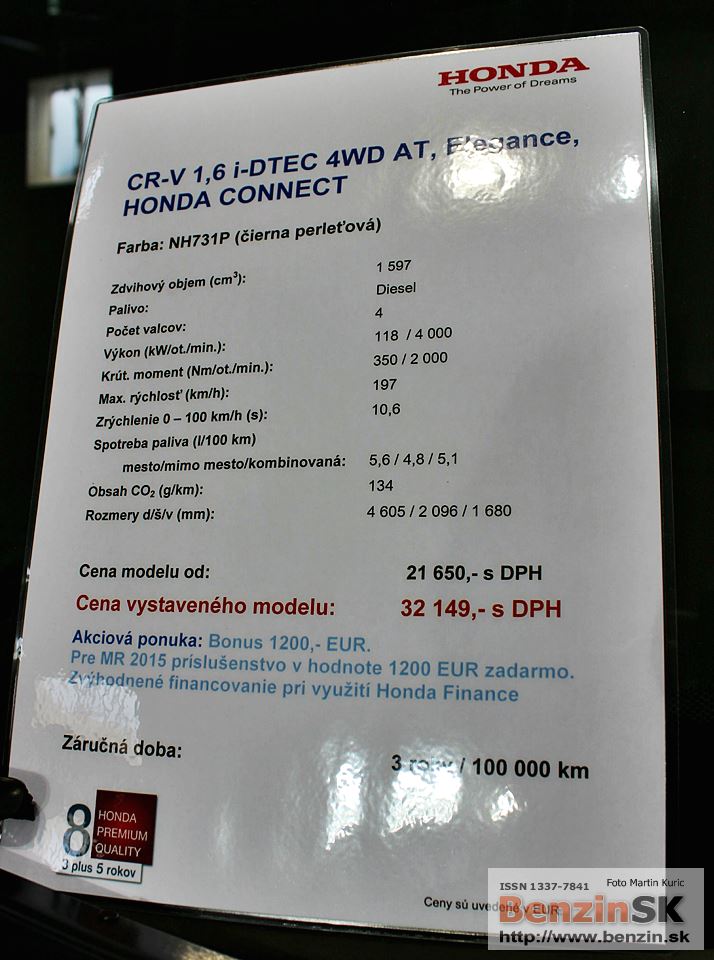 HONDA
The Power of Dreams
CR-V 1,6 i-DTEC 4WD AT, Elegance,
HONDA CONNECT
Farba: NH731P (čierna perleťová)
Zdvihový objem (cm³): 1 597
Palivo: Diesel
Počet valcov: 4
Výkon (kW/ot./min.): 118 / 4 000
Krút. moment (Nm/ot./min.): 350 / 2 000
Max. rýchlosť (km/h): 197
Zrýchlenie 0 – 100 km/h (s): 10,6
Spotreba paliva (l/100 km)
mesto/mimo mesto/kombinovaná: 5,6 / 4,8 / 5,1
Obsah CO₂ (g/km): 134
Rozmery d/š/v (mm): 4 605 / 2 096 / 1 680
Cena modelu od: 21 650,- s DPH
Cena vystaveného modelu: 32 149,- s DPH
Akciová ponuka: Bonus 1200,- EUR.
Pre MR 2015 príslušenstvo v hodnote 1200 EUR zadarmo.
Zvýhodnené financovanie pri využití Honda Finance
Záručná doba: 3 roky / 100 000 km
8 HONDA
PREMIUM
QUALITY
3 plus 5 rokov
Ceny sú uvedené v EUR
ISSN 1337-7841 Foto Martin Kuric
BenzinSK
http://www.benzin.sk